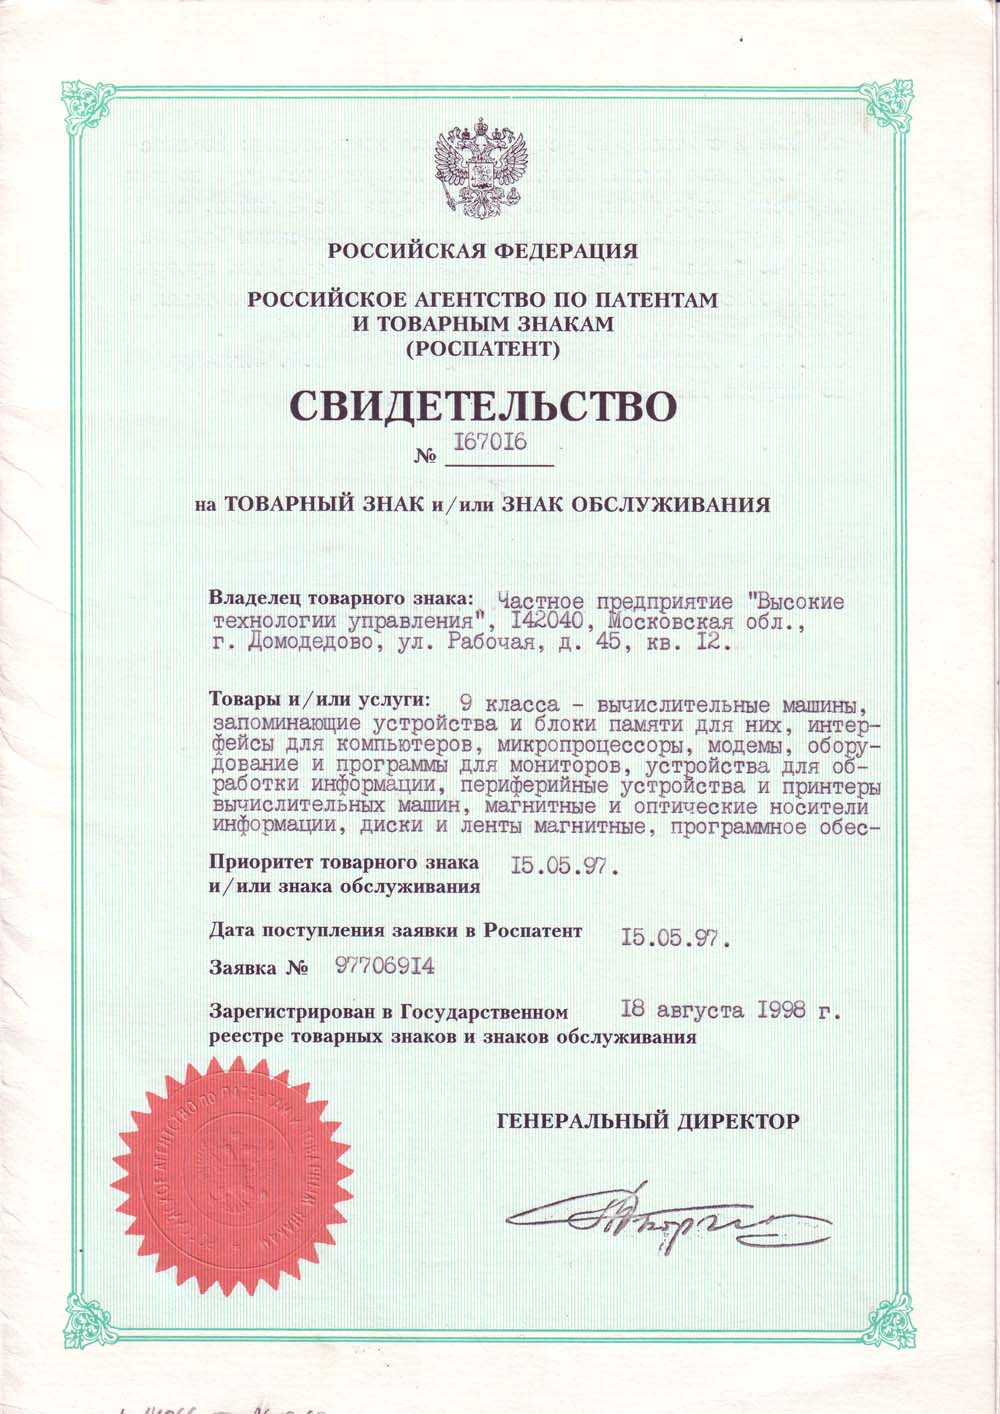 РОССИЙСКАЯ ФЕДЕРАЦИЯ
РОССИЙСКОЕ АГЕНТСТВО ПО ПАТЕНТАМ
И ТОВАРНЫМ ЗНАКАМ
(РОСПАТЕНТ)
СВИДЕТЕЛЬСТВО
№ 167016
на ТОВАРНЫЙ ЗНАК и/или ЗНАК ОБСЛУЖИВАНИЯ
Владелец товарного знака: Частное предприятие "Высокие
технологии управления", 142040, Московская обл.,
г. Домодедово, ул. Рабочая, д. 45, кв. 12.
Товары и/или услуги: 9 класса - вычислительные машины,
запоминающие устройства и блоки памяти для них, интер-
фейсы для компьютеров, микропроцессоры, модемы, обору-
дование и программы для мониторов, устройства для об-
работки информации, периферийные устройства и принтеры
вычислительных машин, магнитные и оптические носители
информации, диски и ленты магнитные, программное обес-
Приоритет товарного знака 15.05.97.
и/или знака обслуживания
Дата поступления заявки в Роспатент 15.05.97.
Заявка № 97706914
Зарегистрирован в Государственном 18 августа 1998 г.
реестре товарных знаков и знаков обслуживания
ГЕНЕРАЛЬНЫЙ ДИРЕКТОР